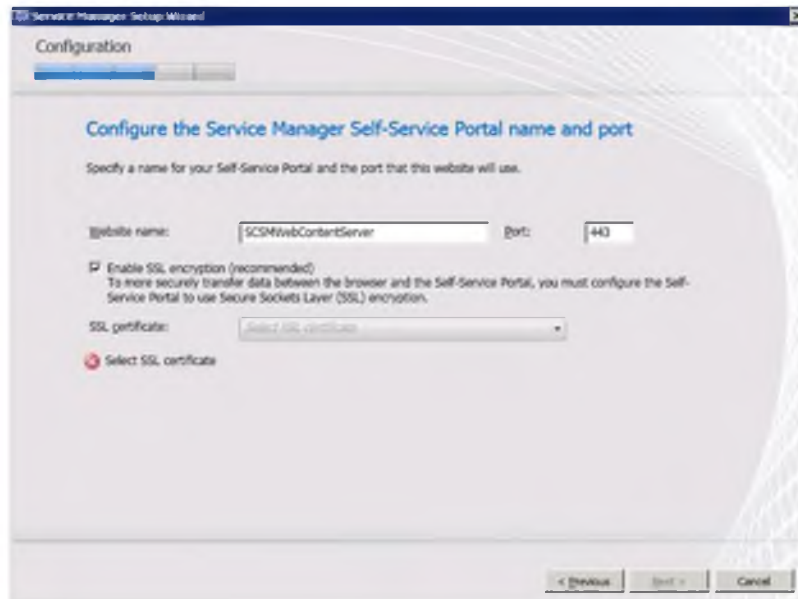 Service Manager Setup Wizard
Configuration
Configure the Service Manager Self-Service Portal name and port
Specify a name for your Self-Service Portal and the port that this website will use.
Website name: SCSMWebContentServer Port: 443
Enable SSL encryption (recommended)
To more securely transfer data between the browser and the Self-Service Portal, you must configure the Self-
Service Portal to use Secure Sockets Layer (SSL) encryption.
SSL certificate: Select SSL certificate
Select SSL certificate
< Previous Next > Cancel